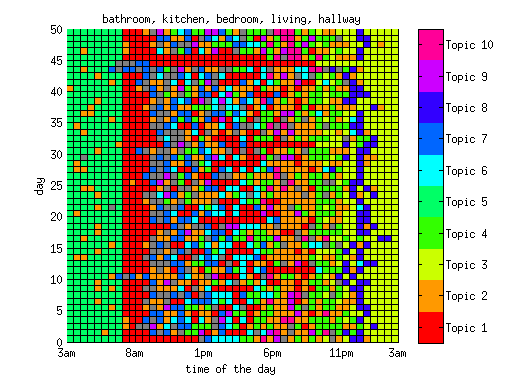 bathroom, kitchen, bedroom, living, hallway
50
45
40
35
30
25
20
15
10
5
0
day
3am 8am 1pm 6pm 11pm 3am
time of the day
Topic 10
Topic 9
Topic 8
Topic 7
Topic 6
Topic 5
Topic 4
Topic 3
Topic 2
Topic 1